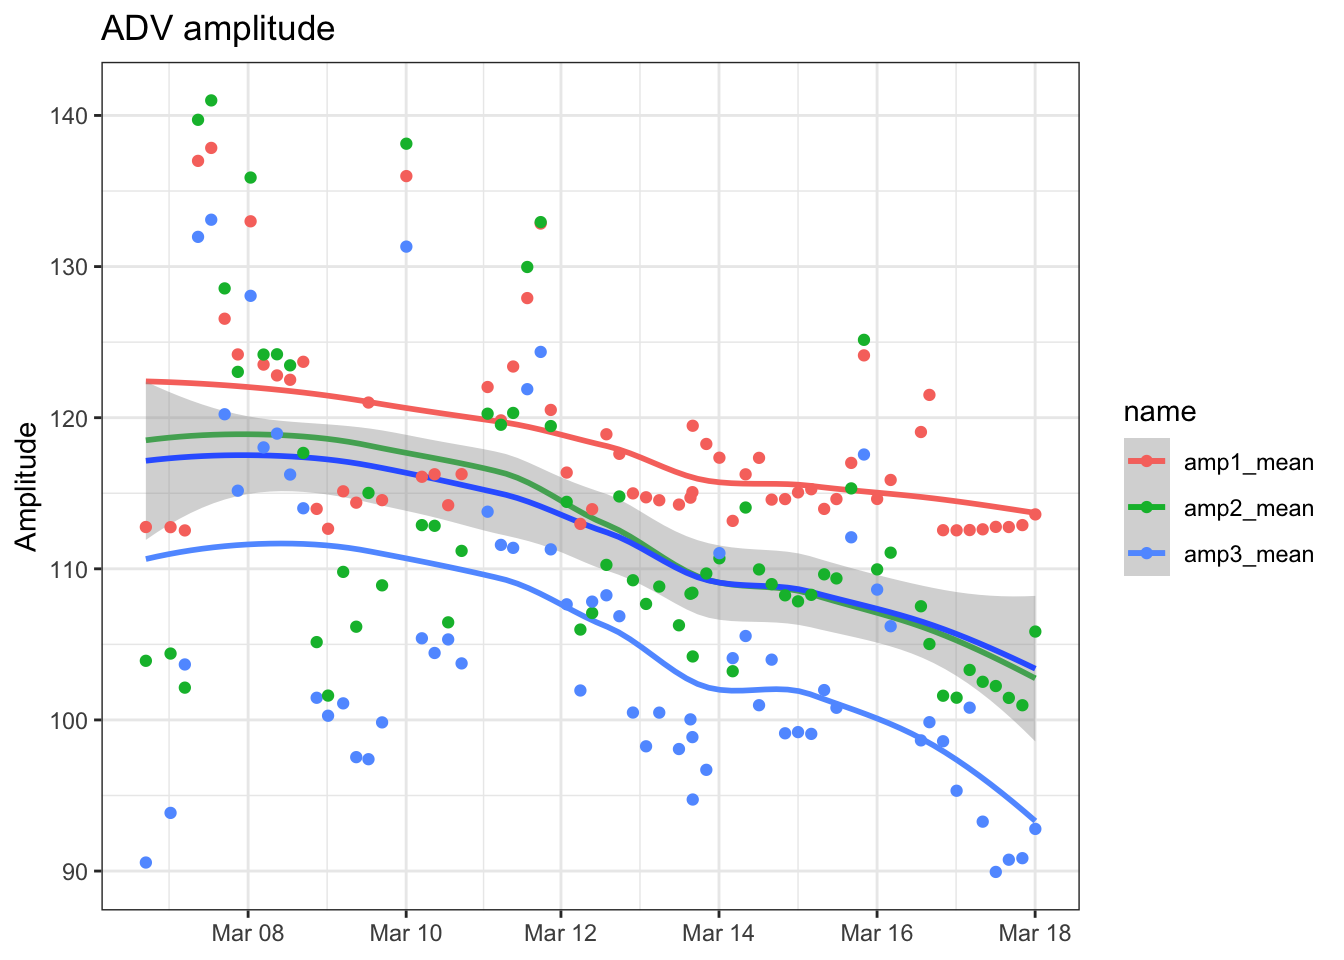 ADV amplitude
Amplitude
140
130
120
110
100
90
Mar 08
Mar 10
Mar 12
Mar 14
Mar 16
Mar 18
name
amp1_mean
amp2_mean
amp3_mean